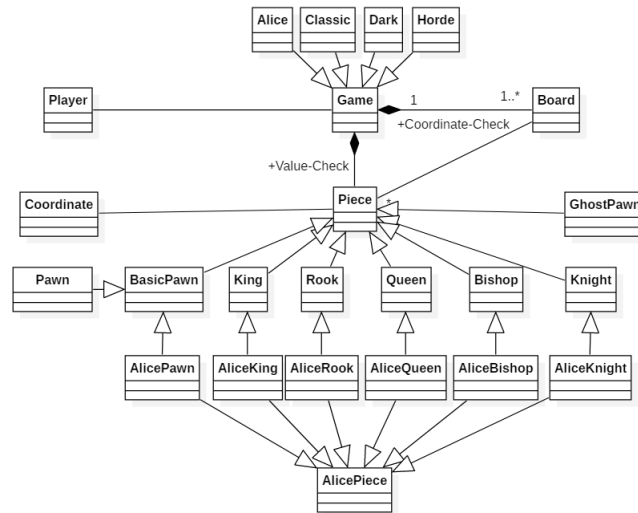 Alice
Classic
Dark
Horde
Player
Game
1
1..*
Board
+Coordinate-Check
+Value-Check
Coordinate
Piece
*
GhostPawn
Pawn
BasicPawn
King
Rook
Queen
Bishop
Knight
AlicePawn
AliceKing
AliceRook
AliceQueen
AliceBishop
AliceKnight
AlicePiece